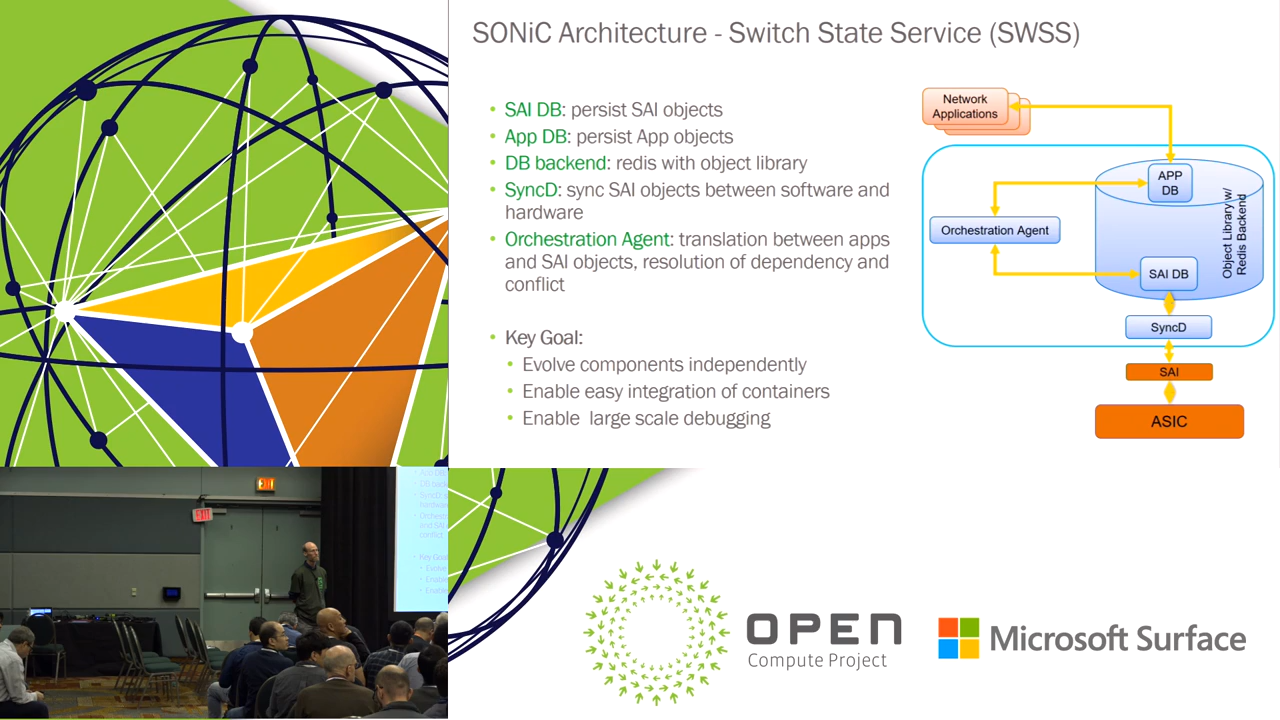 SONiC Architecture - Switch State Service (SWSS)
• SAI DB: persist SAI objects
• App DB: persist App objects
• DB backend: redis with object library
• SyncD: sync SAI objects between software and
hardware
• Orchestration Agent: translation between apps
and SAI objects, resolution of dependency and
conflict
• Key Goal:
• Evolve components independently
• Enable easy integration of containers
• Enable large scale debugging
Network
Applications
APP
DB
Orchestration Agent
Object Library w/
Redis Backend
SAI DB
SyncD
SAI
ASIC
EXIT
EXIT
OPEN
Compute Project
Microsoft Surface